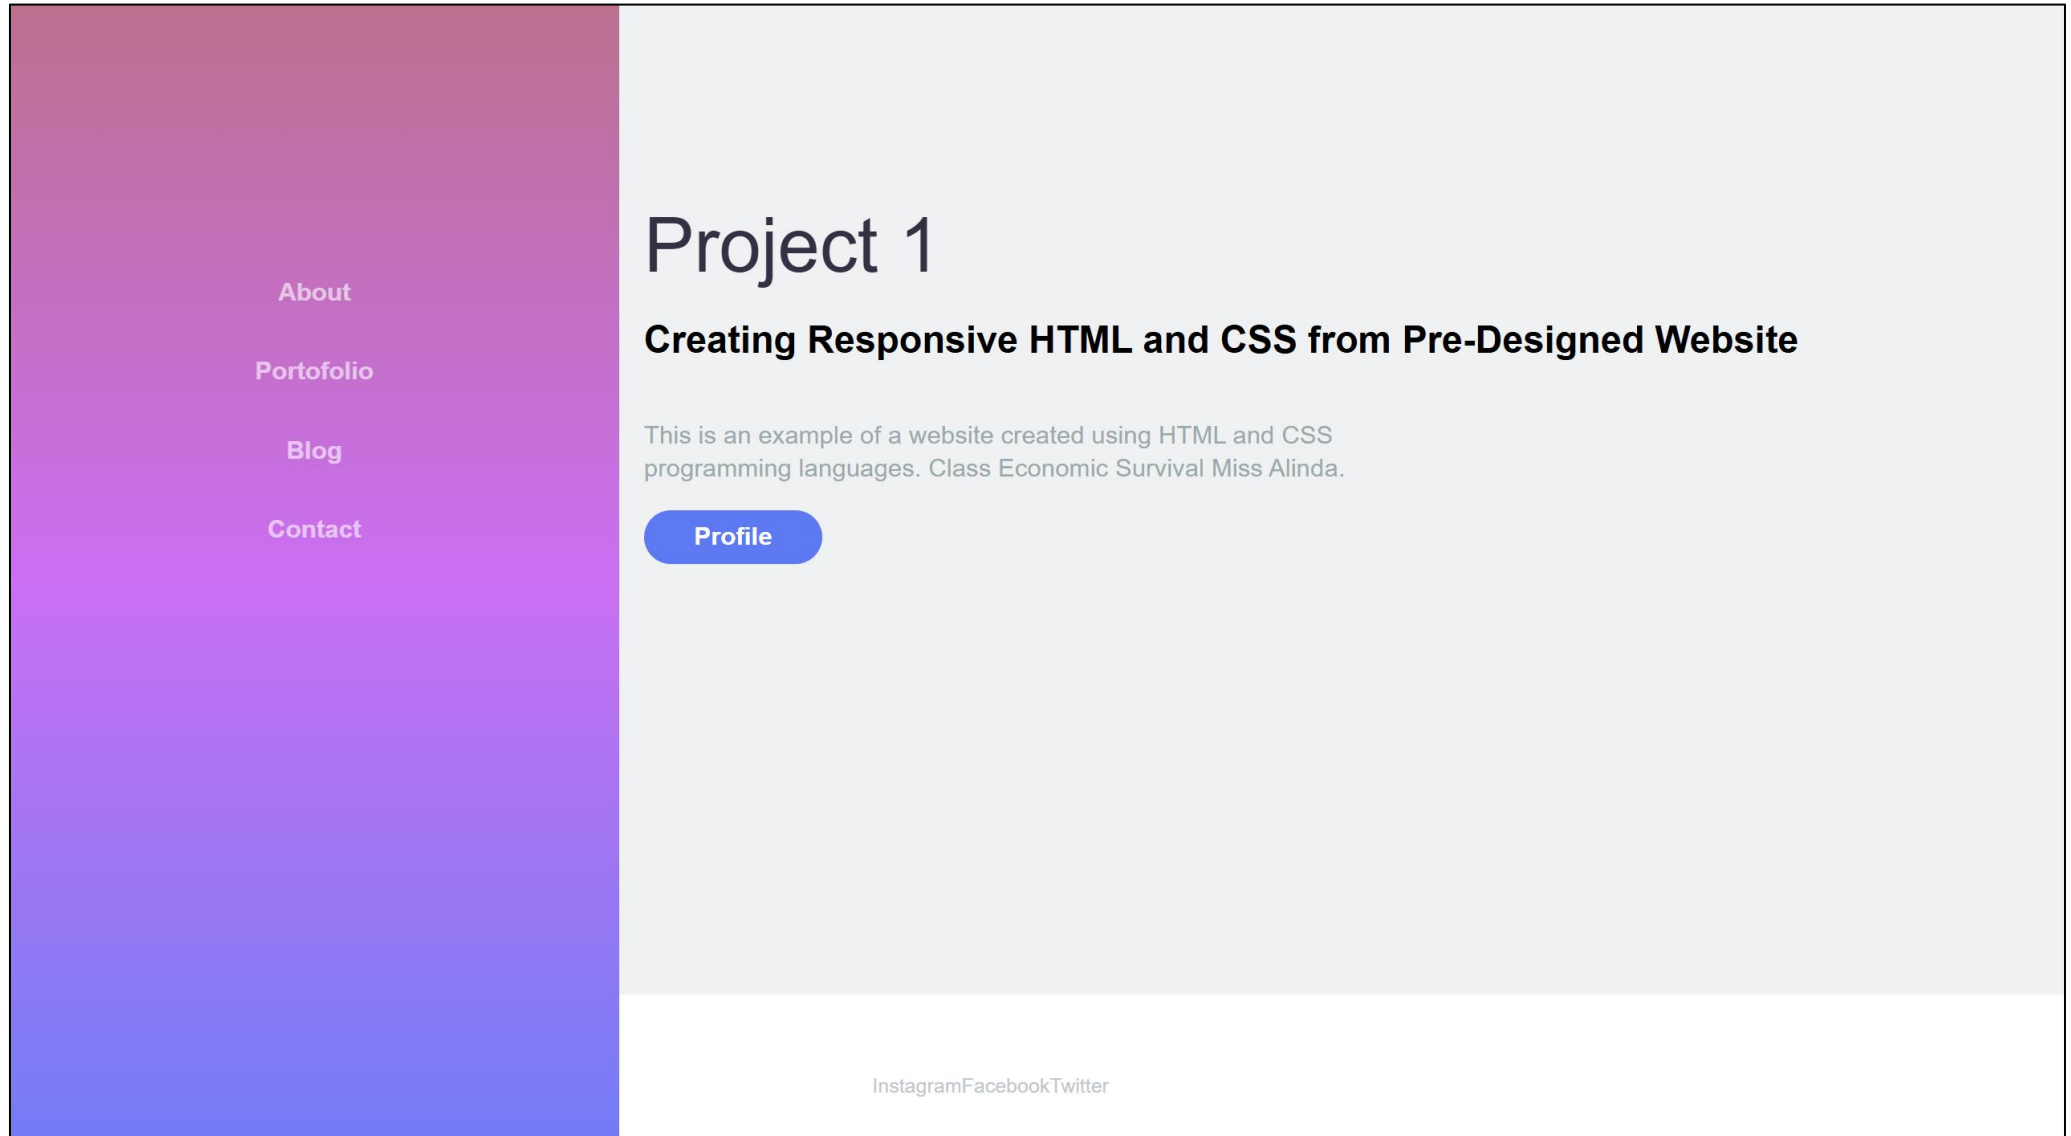 About
Portofolio
Blog
Contact
Project 1
Creating Responsive HTML and CSS from Pre-Designed Website
This is an example of a website created using HTML and CSS
programming languages. Class Economic Survival Miss Alinda.
Profile
InstagramFacebookTwitter